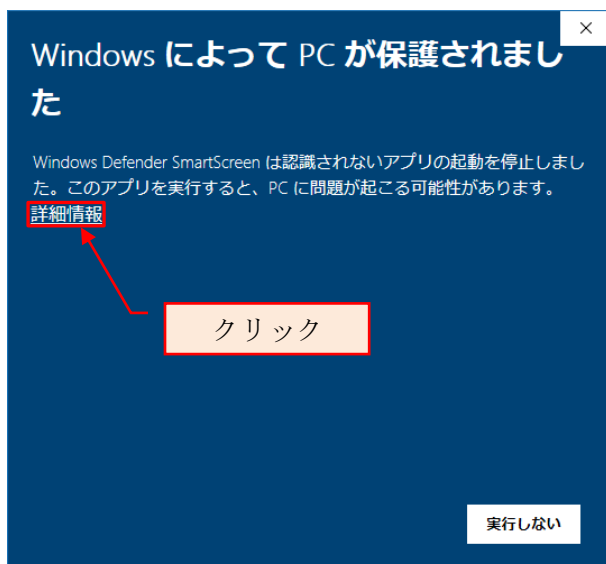 Windows によって PC が保護されまし
た
Windows Defender SmartScreen は認識されないアプリの起動を停止しまし
た。このアプリを実行すると、PC に問題が起こる可能性があります。
詳細情報
クリック
実行しない